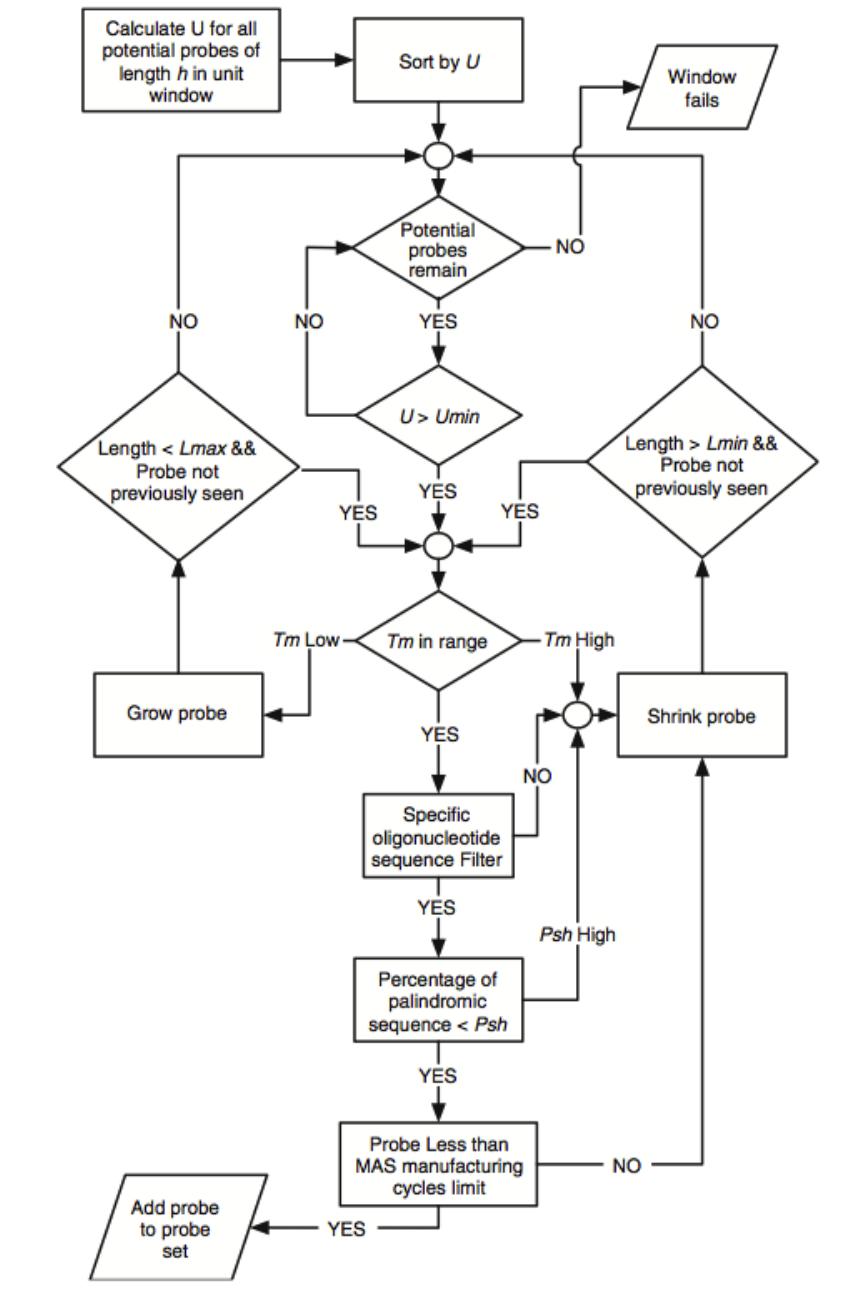 Calculate U for all
potential probes of
length h in unit
window
Sort by U
Window
fails
Potential
probes
remain
NO
NO
NO
YES
NO
U > Umin
Length < Lmax &&
Probe not
previously seen
Length > Lmin &&
Probe not
previously seen
YES
YES
YES
Tm Low
Tm in range
Tm High
Grow probe
Shrink probe
YES
NO
Specific
oligonucleotide
sequence Filter
YES
Psh High
Percentage of
palindromic
sequence < Psh
YES
Probe Less than
MAS manufacturing
cycles limit
NO
Add probe
to probe
set
YES